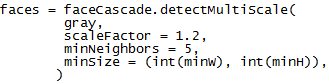 faces = faceCascade.detectMultiScale(
    gray,
    scaleFactor = 1.2,
    minNeighbors = 5,
    minSize = (int(minW), int(minH)),
    )